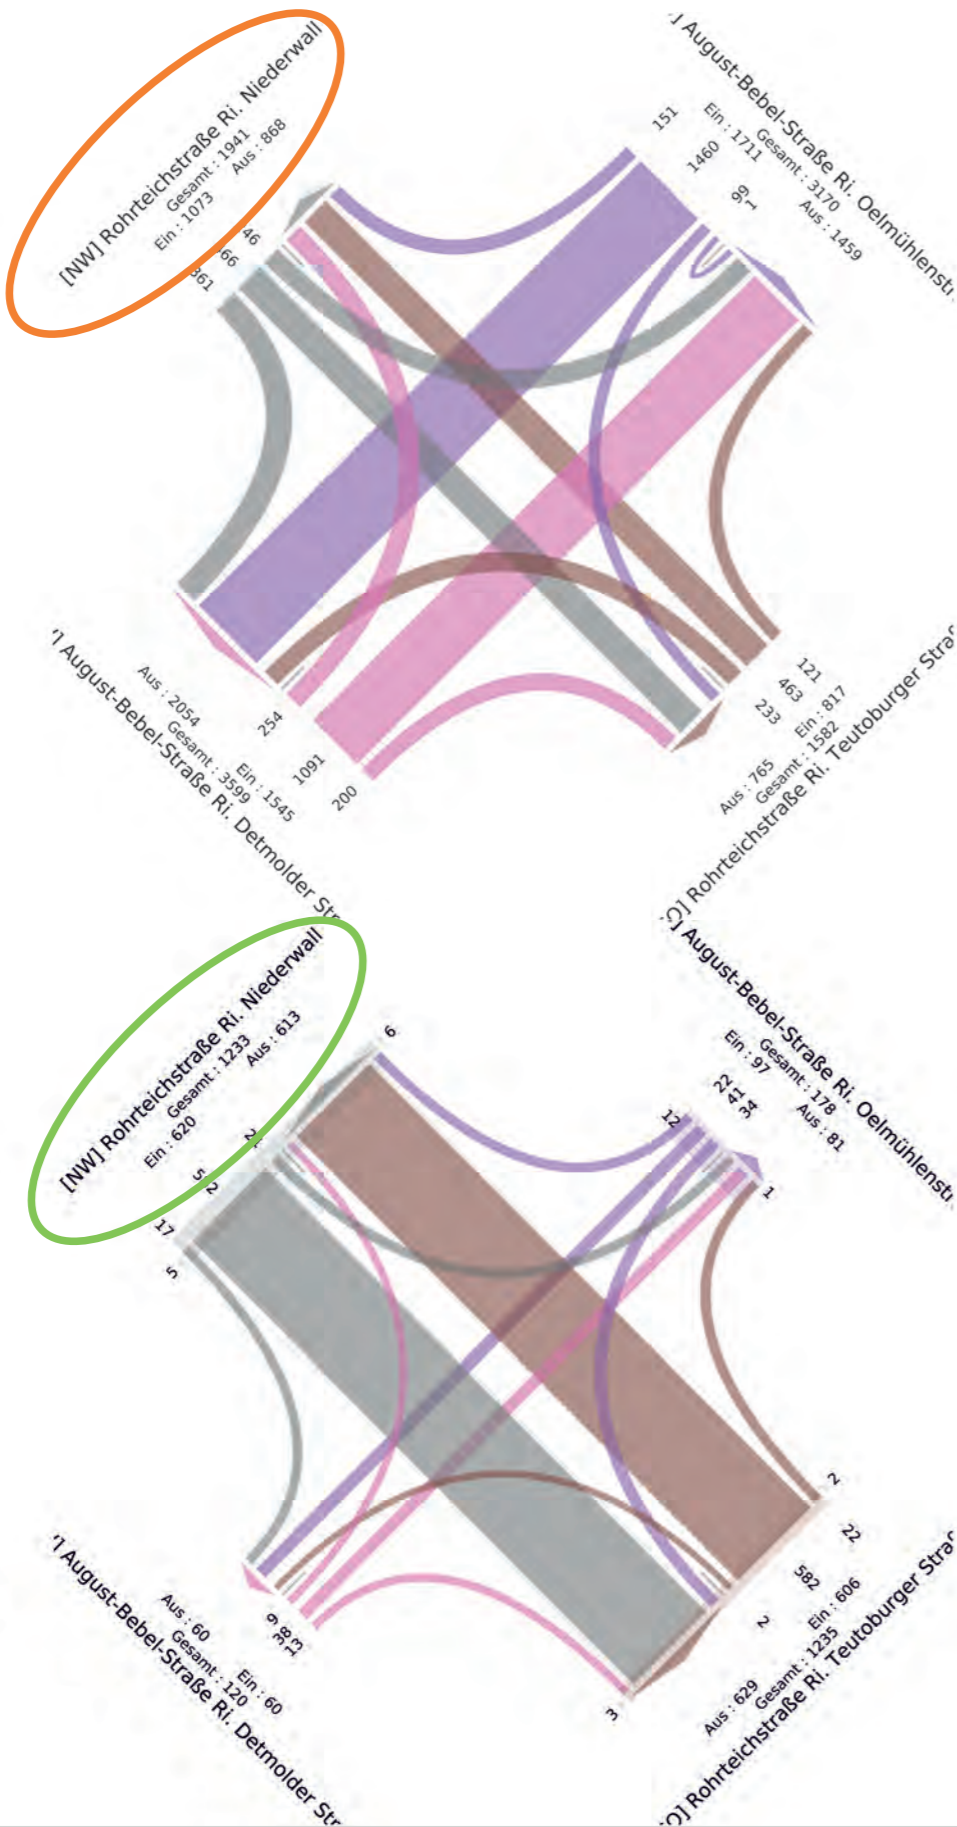 [NW] Rohrteichstraße Ri. Niederwall
Gesamt : 1941
Ein : 1073
Aus : 868
46
66
361
] August-Bebel-Straße Ri. Oelmühlenstr.
Ein : 1711
Gesamt : 3170
Aus : 1459
151
1460
] August-Bebel-Straße Ri. Detmolder Str
Aus : 2054
Gesamt : 3599
Ein : 1545
254
1091
200
O] Rohrteichstraße Ri. Teutoburger Straß
Aus : 765
Gesamt : 1582
Ein : 817
121
463
233
[NW] Rohrteichstraße Ri. Niederwall
Gesamt : 1233
Ein : 620
Aus : 613
6
17
5
] August-Bebel-Straße Ri. Oelmühlenstr.
Ein : 97
Gesamt : 178
Aus : 81
12
22
41
34
1
] August-Bebel-Straße Ri. Detmolder Str
Aus : 60
Gesamt : 120
Ein : 60
3
O] Rohrteichstraße Ri. Teutoburger Straß
Aus : 629
Gesamt : 1235
Ein : 606
2
22
582
2